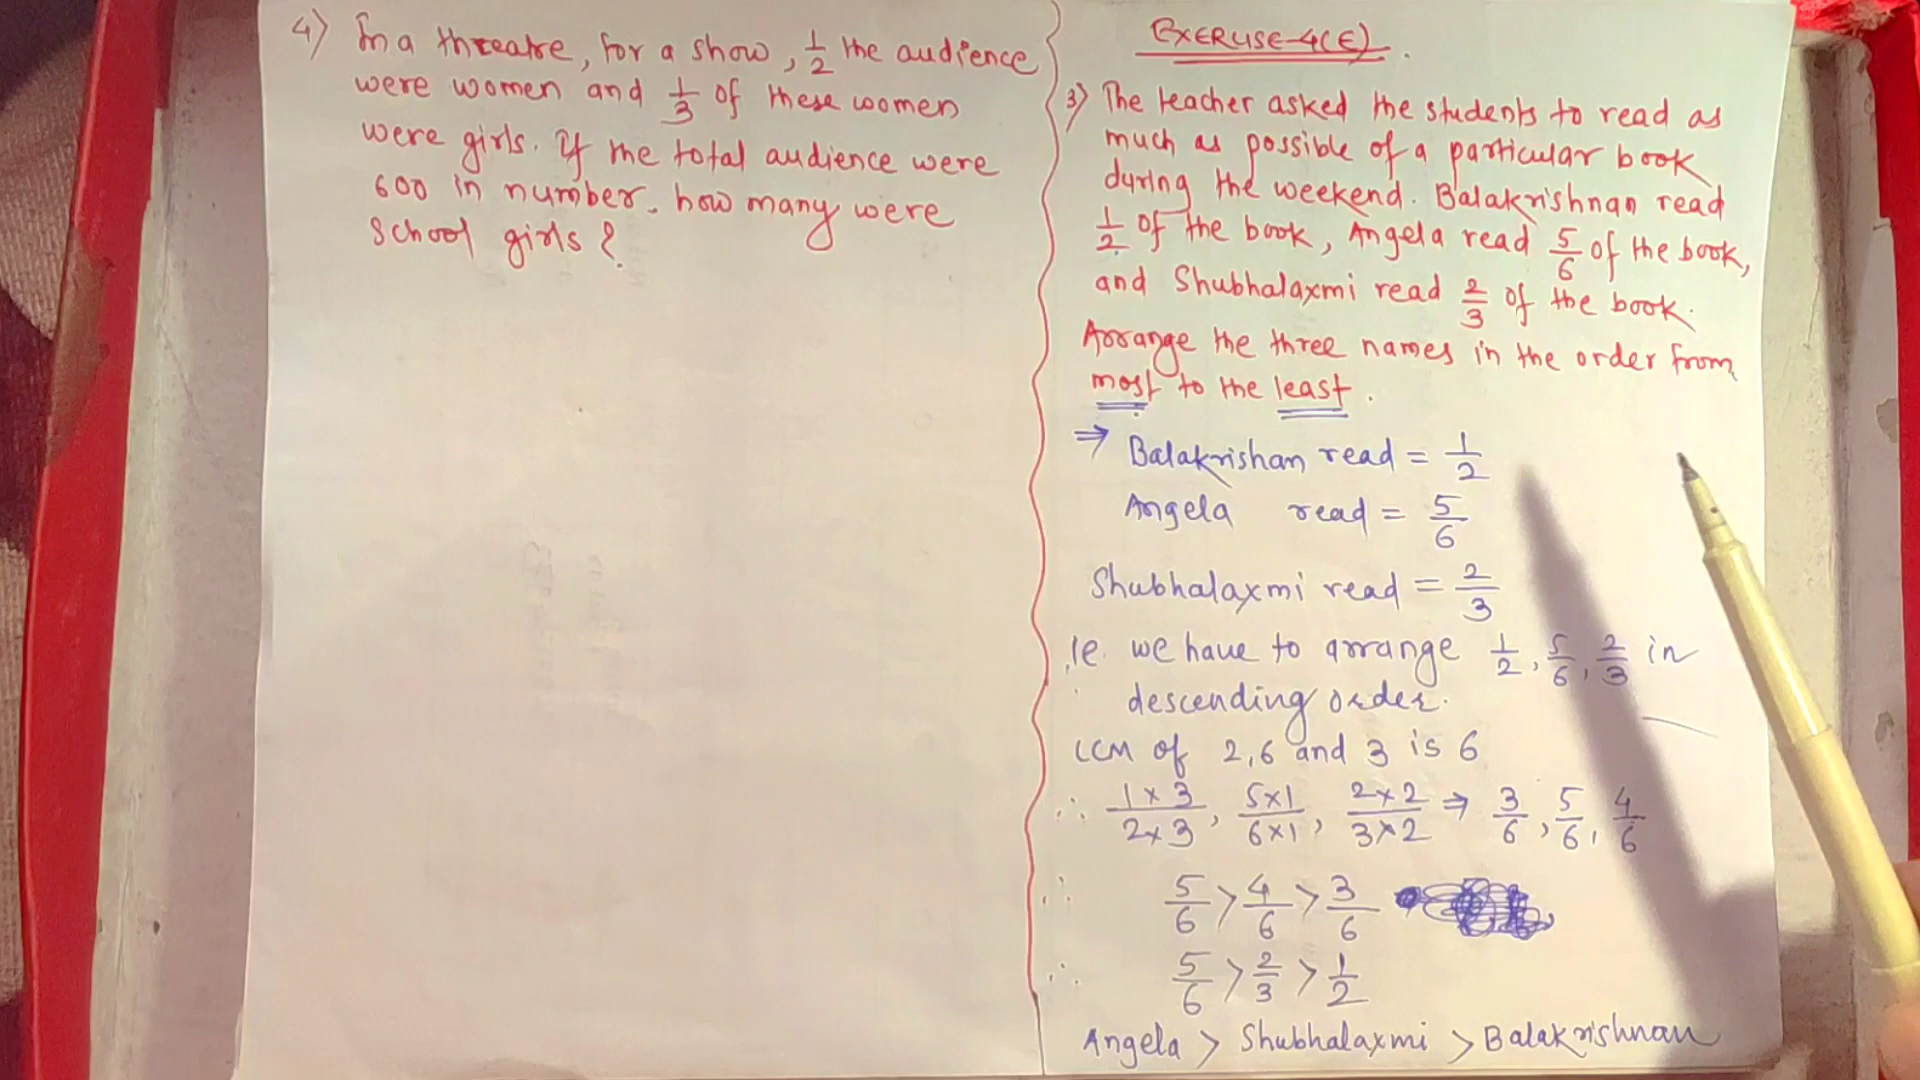 4) In a threatre, for a show, 1/2 the audience
were women and 1/3 of these women
were girls. If the total audience were
600 in number. how many were
School girls?
EXERCISE-4(E).
3) The teacher asked the students to read as
much as possible of a particular book
during the weekend. Balakrishnan read
1/2 of the book, Angela read 5/6 of the book,
and Shubhalaxmi read 2/3 of the book.
Arrange the three names in the order from
most to the least.
⇒ Balakrishan read = 1/2
Angela read = 5/6
Shubhalaxmi read = 2/3
ie. we have to arrange 1/2, 5/6, 2/3 in
descending order.
LCM of 2,6 and 3 is 6
∴ 1×3/2×3, 5×1/6×1, 2×2/3×2 ⇒ 3/6, 5/6, 4/6
∴ 5/6 > 4/6 > 3/6
∴ 5/6 > 2/3 > 1/2
Angela > Shubhalaxmi > Balakrishnan